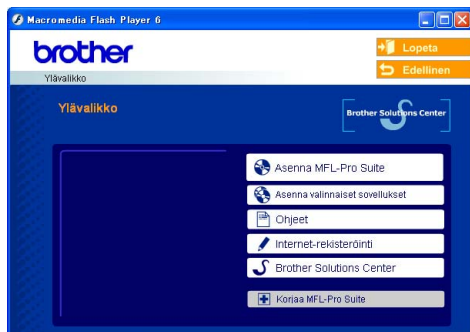 Macromedia Flash Player 6
brother
Lopeta
Edellinen
Ylävalikko
Ylävalikko
Brother Solutions Center
Asenna MFL-Pro Suite
Asenna valinnaiset sovellukset
Ohjeet
Internet-rekisteröinti
Brother Solutions Center
Korjaa MFL-Pro Suite